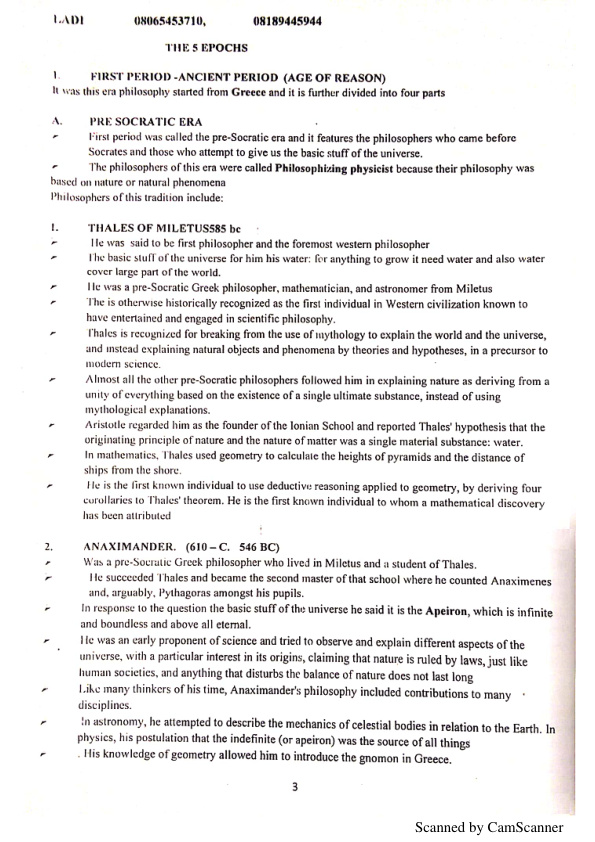 LADI 08065453710, 08189445944
THE 5 EPOCHS
1. FIRST PERIOD -ANCIENT PERIOD (AGE OF REASON)
It was this era philosophy started from Greece and it is further divided into four parts
A. PRE SOCRATIC ERA
First period was called the pre-Socratic era and it features the philosophers who came before
Socrates and those who attempt to give us the basic stuff of the universe.
The philosophers of this era were called Philosophizing physicist because their philosophy was
based on nature or natural phenomena
Philosophers of this tradition include:
1. THALES OF MILETUS585 bc
He was said to be first philosopher and the foremost western philosopher
The basic stuff of the universe for him his water: for anything to grow it need water and also water
cover large part of the world.
He was a pre-Socratic Greek philosopher, mathematician, and astronomer from Miletus
The is otherwise historically recognized as the first individual in Western civilization known to
have entertained and engaged in scientific philosophy.
Thales is recognized for breaking from the use of mythology to explain the world and the universe,
and instead explaining natural objects and phenomena by theories and hypotheses, in a precursor to
modern science.
Almost all the other pre-Socratic philosophers followed him in explaining nature as deriving from a
unity of everything based on the existence of a single ultimate substance, instead of using
mythological explanations.
Aristotle regarded him as the founder of the Ionian School and reported Thales' hypothesis that the
originating principle of nature and the nature of matter was a single material substance: water.
In mathematics, Thales used geometry to calculate the heights of pyramids and the distance of
ships from the shore.
He is the first known individual to use deductive reasoning applied to geometry, by deriving four
corollaries to Thales' theorem. He is the first known individual to whom a mathematical discovery
has been attributed
2. ANAXIMANDER. (610 – C. 546 BC)
Was a pre-Socratic Greek philosopher who lived in Miletus and a student of Thales.
He succeeded Thales and became the second master of that school where he counted Anaximenes
and, arguably, Pythagoras amongst his pupils.
In response to the question the basic stuff of the universe he said it is the Apeiron, which is infinite
and boundless and above all eternal.
He was an early proponent of science and tried to observe and explain different aspects of the
universe, with a particular interest in its origins, claiming that nature is ruled by laws, just like
human societies, and anything that disturbs the balance of nature does not last long
Like many thinkers of his time, Anaximander's philosophy included contributions to many
disciplines.
In astronomy, he attempted to describe the mechanics of celestial bodies in relation to the Earth. In
physics, his postulation that the indefinite (or apeiron) was the source of all things
. His knowledge of geometry allowed him to introduce the gnomon in Greece.
3
Scanned by CamScanner